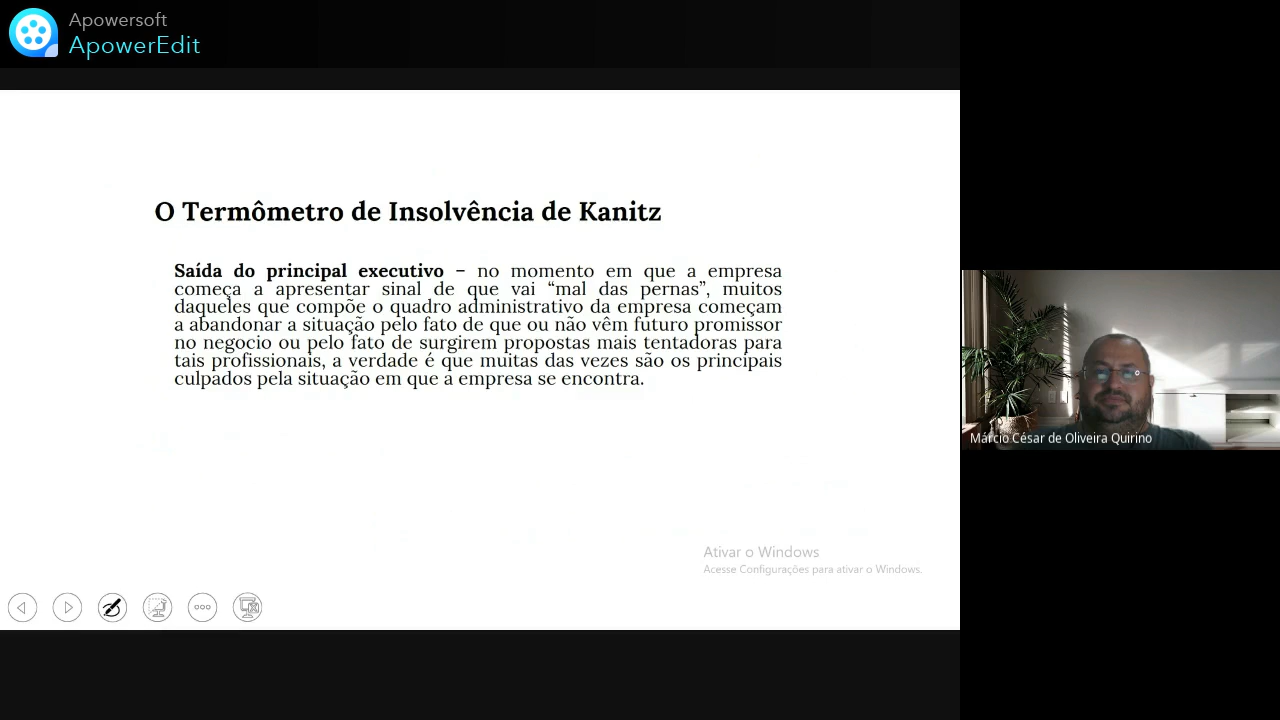 Apowersoft
ApowerEdit
O Termômetro de Insolvência de Kanitz
Saída do principal executivo – no momento em que a empresa
começa a apresentar sinal de que vai “mal das pernas”, muitos
daqueles que compõe o quadro administrativo da empresa começam
a abandonar a situação pelo fato de que ou não vêm futuro promissor
no negocio ou pelo fato de surgirem propostas mais tentadoras para
tais profissionais, a verdade é que muitas das vezes são os principais
culpados pela situação em que a empresa se encontra.
Márcio César de Oliveira Quirino
Ativar o Windows
Acesse Configurações para ativar o Windows.